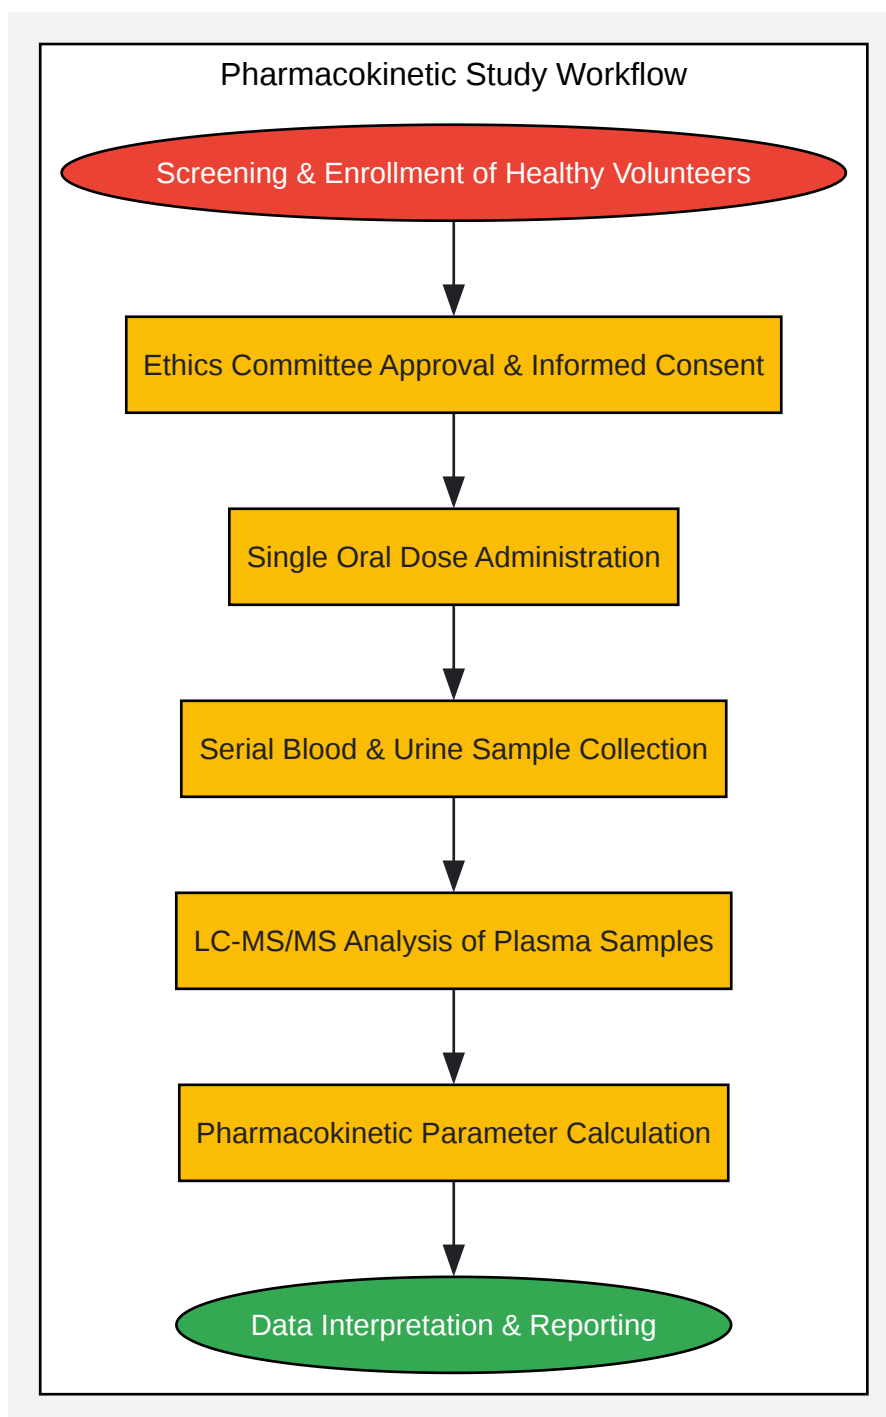 Pharmacokinetic Study Workflow
Screening & Enrollment of Healthy Volunteers
Ethics Committee Approval & Informed Consent
Single Oral Dose Administration
Serial Blood & Urine Sample Collection
LC-MS/MS Analysis of Plasma Samples
Pharmacokinetic Parameter Calculation
Data Interpretation & Reporting